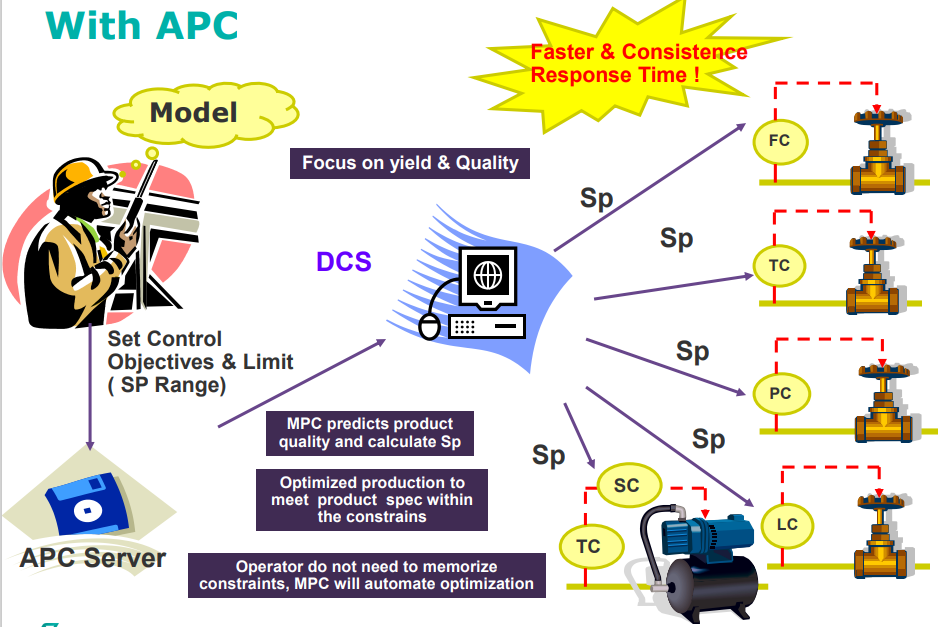 With APC
Faster & Consistence
Response Time !
Model
Focus on yield & Quality
FC
Sp
Sp
DCS
TC
Set Control
Objectives & Limit
( SP Range)
Sp
PC
MPC predicts product
quality and calculate Sp
Sp
Sp
Optimized production to
meet product spec within
the constrains
SC
LC
TC
APC Server
Operator do not need to memorize
constraints, MPC will automate optimization